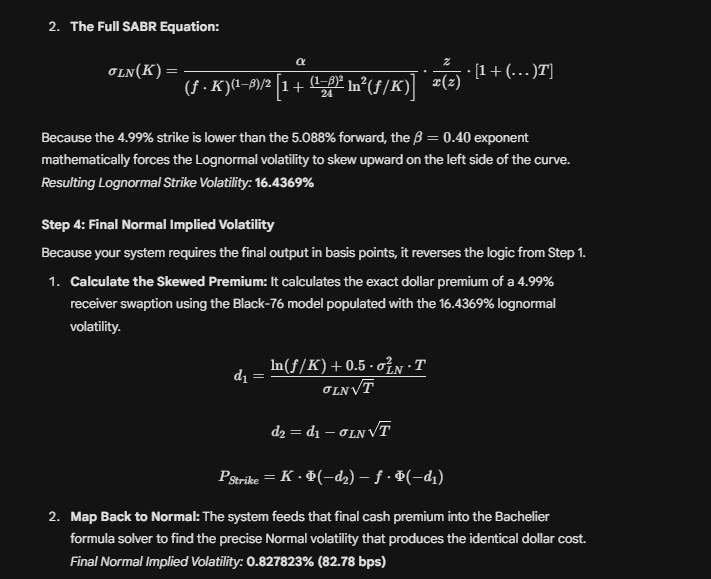 2. The Full SABR Equation:
σLN(K) = α / ((f · K)^((1−β)/2) [1 + ((1−β)²/24) ln²(f/K)]) · z/x(z) · [1 + (...)T]
Because the 4.99% strike is lower than the 5.088% forward, the β = 0.40 exponent
mathematically forces the Lognormal volatility to skew upward on the left side of the curve.
Resulting Lognormal Strike Volatility: 16.4369%
Step 4: Final Normal Implied Volatility
Because your system requires the final output in basis points, it reverses the logic from Step 1.
1. Calculate the Skewed Premium: It calculates the exact dollar premium of a 4.99%
receiver swaption using the Black-76 model populated with the 16.4369% lognormal
volatility.
d₁ = (ln(f/K) + 0.5 · σ²LN · T) / (σLN√T)
d₂ = d₁ − σLN√T
PStrike = K · Φ(−d₂) − f · Φ(−d₁)
2. Map Back to Normal: The system feeds that final cash premium into the Bachelier
formula solver to find the precise Normal volatility that produces the identical dollar cost.
Final Normal Implied Volatility: 0.827823% (82.78 bps)